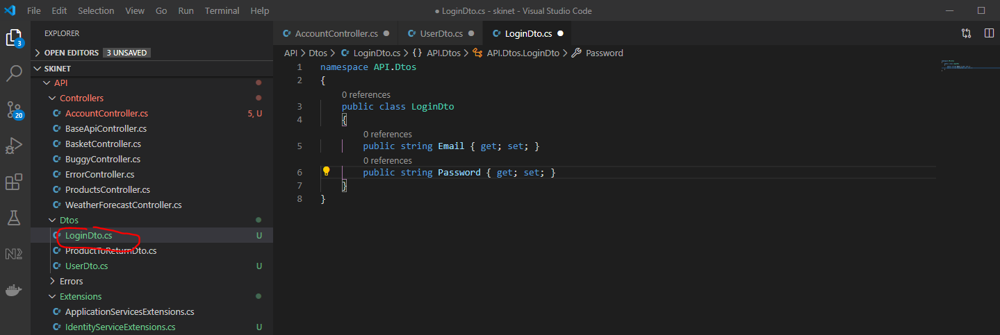 File Edit Selection View Go Run Terminal Help ● LoginDto.cs - skinet - Visual Studio Code
EXPLORER
OPEN EDITORS 3 UNSAVED
SKINET
API
Controllers
C# AccountController.cs 5, U
C# BaseApiController.cs
C# BasketController.cs
C# BuggyController.cs
C# ErrorController.cs
C# ProductsController.cs
C# WeatherForecastController.cs
Dtos
C# LoginDto.cs U
C# ProductToReturnDto.cs
C# UserDto.cs U
Errors
Extensions
C# ApplicationServicesExtensions.cs
C# IdentityServiceExtensions.cs U
3
20
N2
C# AccountController.cs ● C# UserDto.cs ● C# LoginDto.cs ●
API > Dtos > C# LoginDto.cs > {} API.Dtos > API.Dtos.LoginDto > Password
1 namespace API.Dtos
2 {
0 references
3 public class LoginDto
4 {
0 references
5 public string Email { get; set; }
0 references
6 public string Password { get; set; }
7 }
8 }